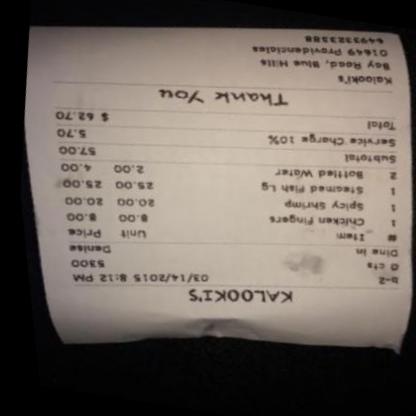 KALOOKI'S
b-2 03/14/2015 8:12 PM
0 cts 5300
Dine in Denise
# Item Unit Price
1 Chicken Fingers 8.00 8.00
1 Spicy Shrimp 20.00 20.00
1 Steamed Fish Lg 25.00 25.00
2 Bottled Water 2.00 4.00
Subtotal 57.00
Service Charge 10% 5.70
Total $ 62.70
Thank You
Kalooki's
Bay Road, Blue Hills
01649 Providenciales
6493323388